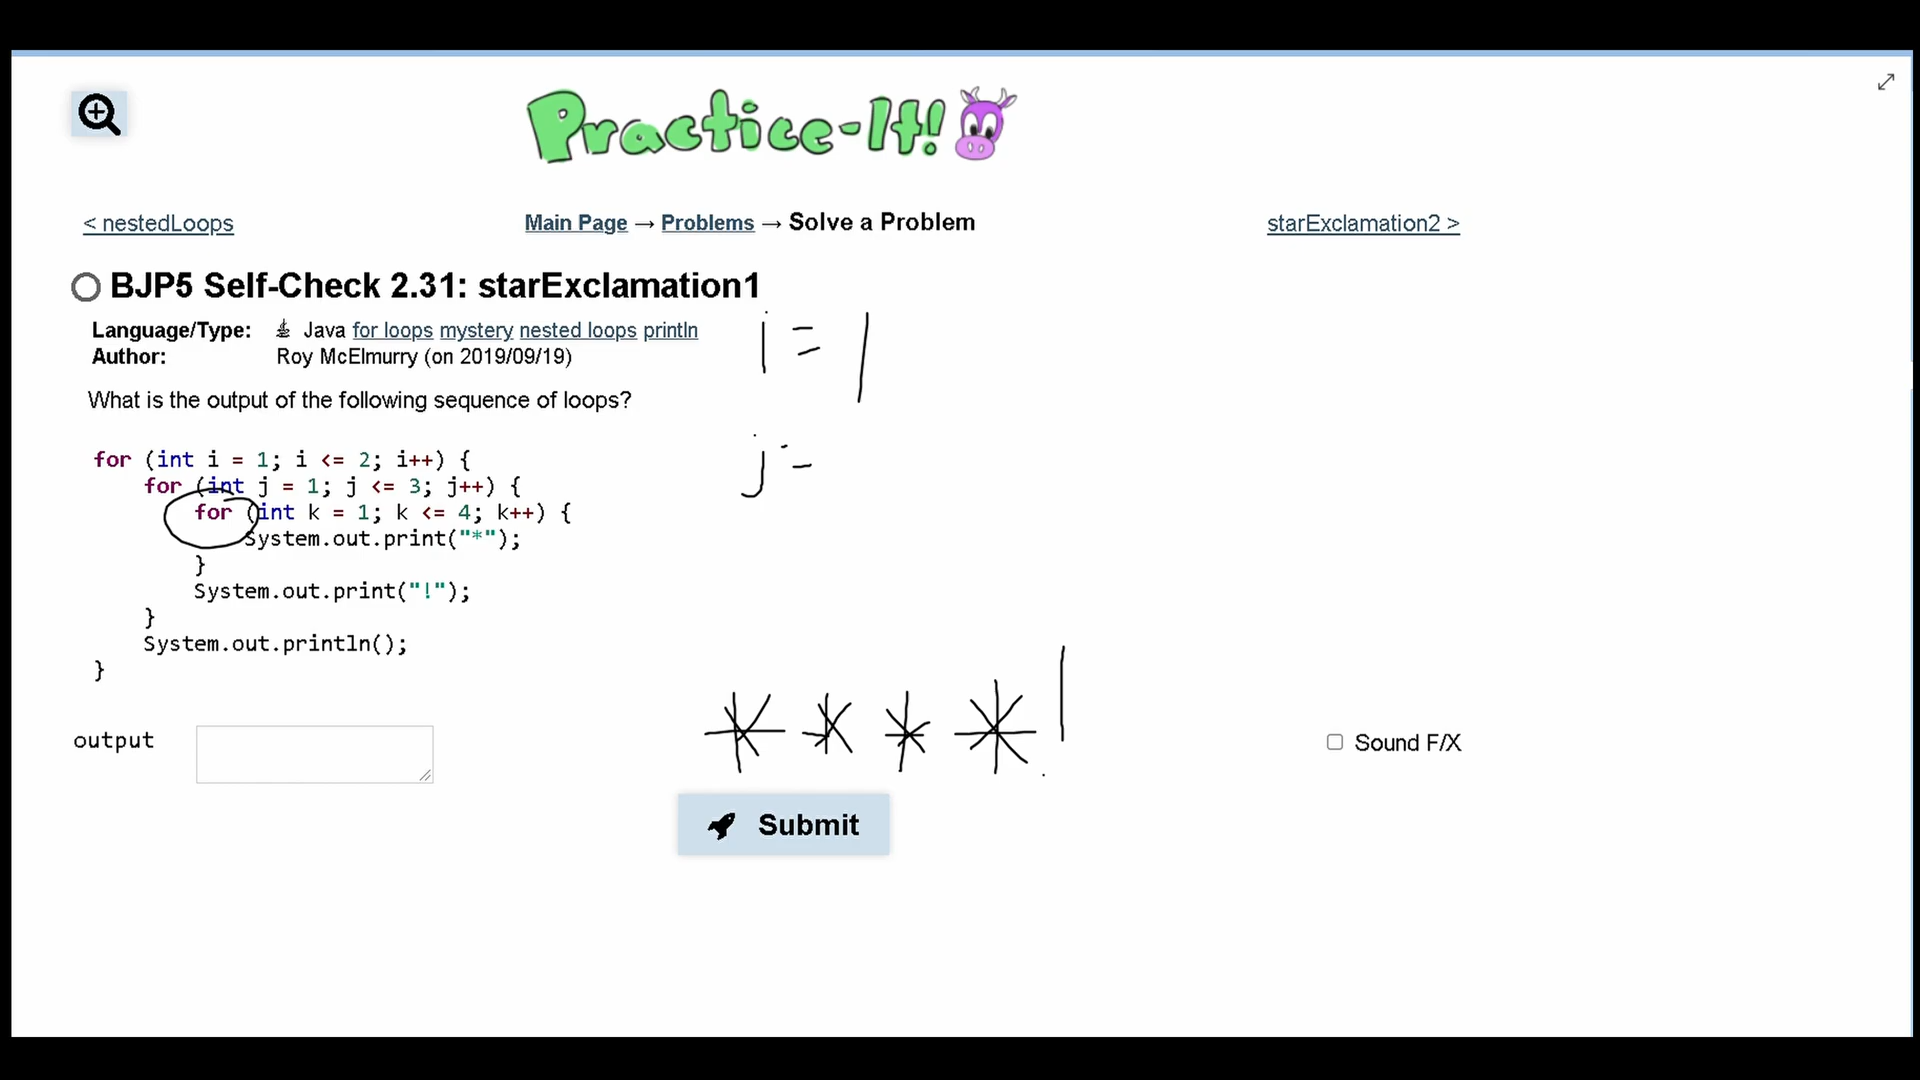 Practice-It!
< nestedLoops
Main Page → Problems → Solve a Problem
starExclamation2 >
BJP5 Self-Check 2.31: starExclamation1
Language/Type: Java for loops mystery nested loops println
Author: Roy McElmurry (on 2019/09/19)
i = 1
What is the output of the following sequence of loops?
j =
for (int i = 1; i <= 2; i++) {
for (int j = 1; j <= 3; j++) {
for (int k = 1; k <= 4; k++) {
System.out.print("*");
}
System.out.print("!");
}
System.out.println();
}
* * * * !
output
Sound F/X
Submit